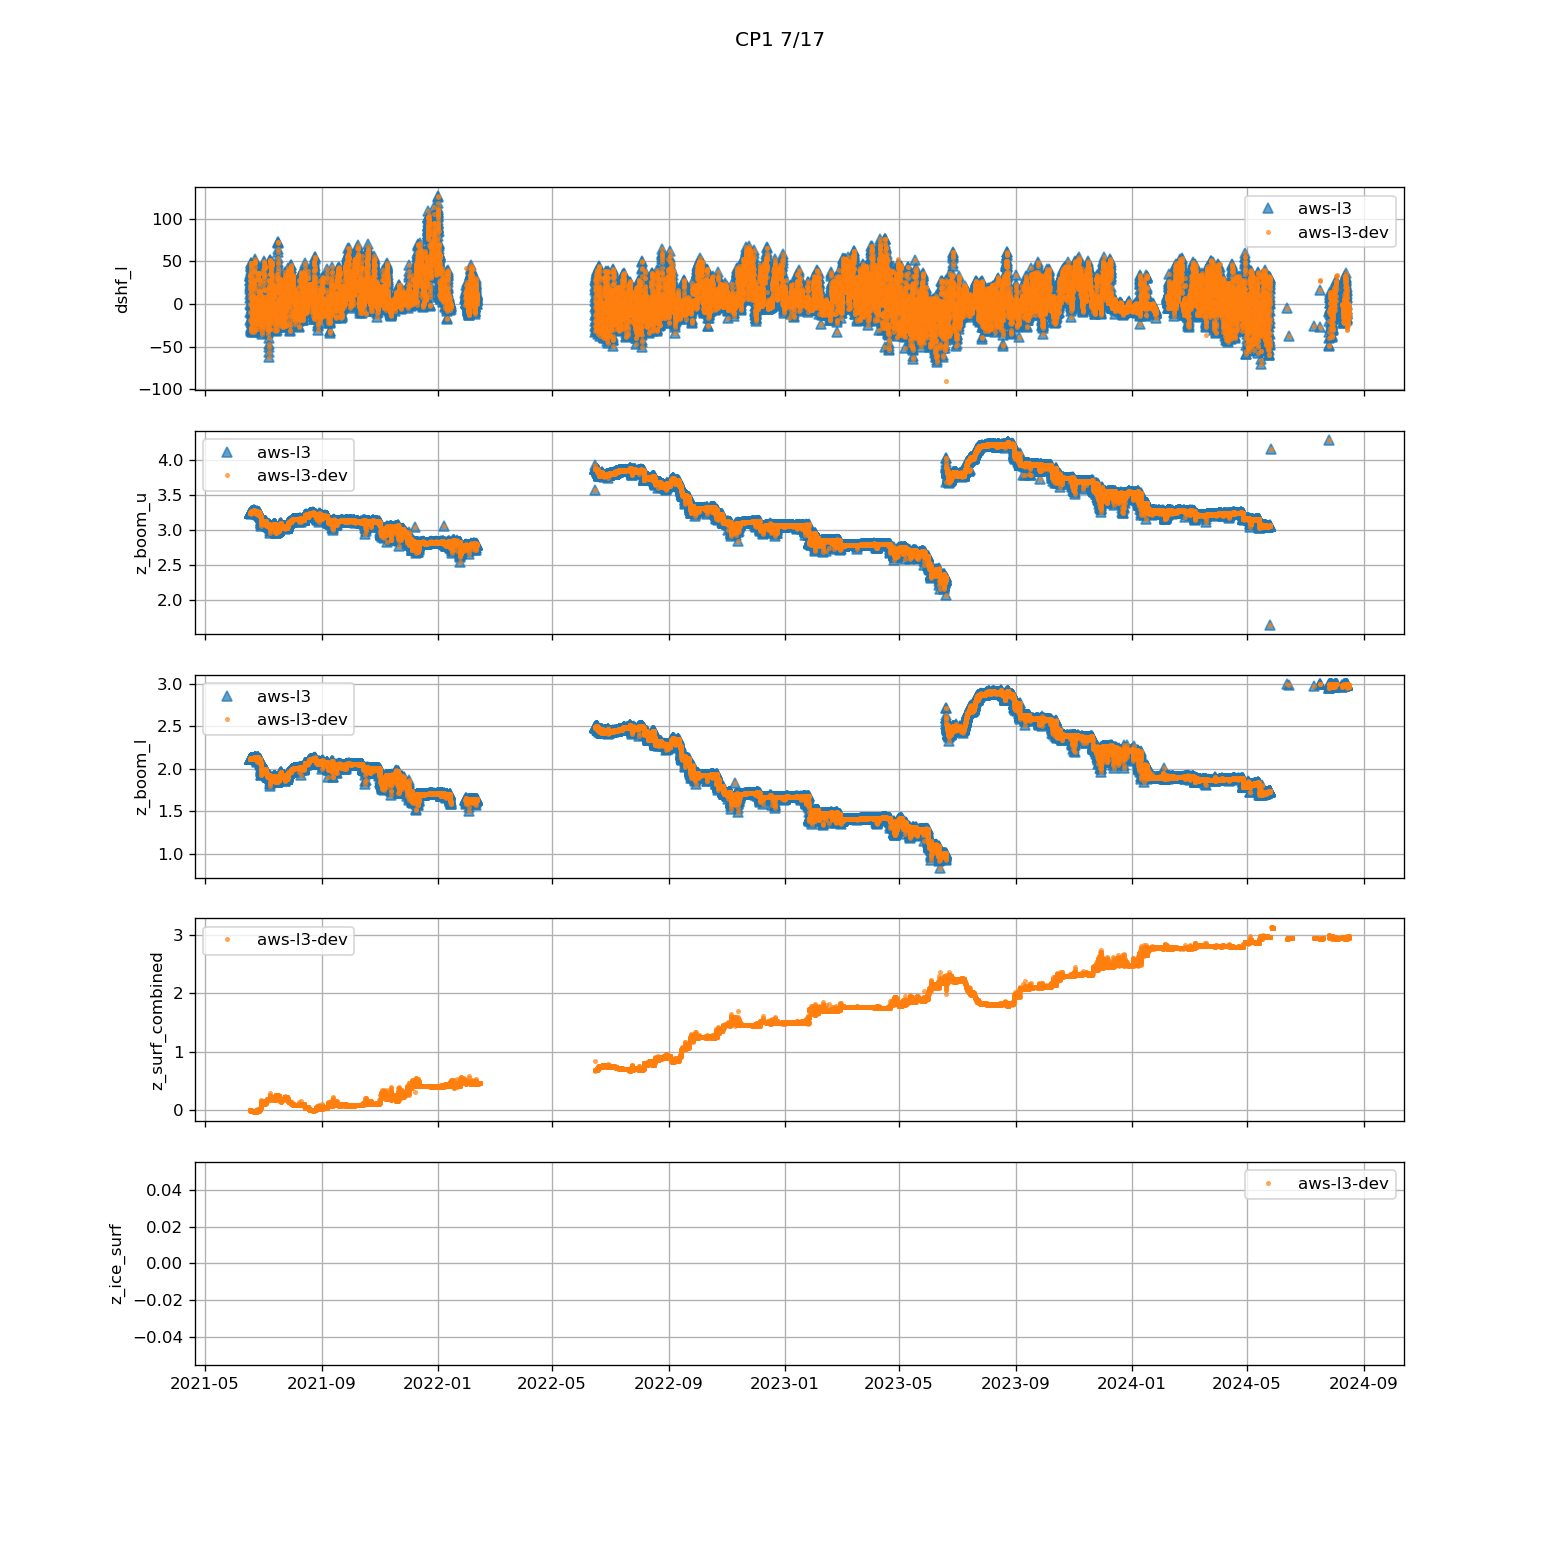 CP1 7/17
dshf_l
100
50
0
−50
−100
aws-l3
aws-l3-dev
z_boom_u
4.0
3.5
3.0
2.5
2.0
aws-l3
aws-l3-dev
z_boom_l
3.0
2.5
2.0
1.5
1.0
aws-l3
aws-l3-dev
z_surf_combined
3
2
1
0
aws-l3-dev
z_ice_surf
0.04
0.02
0.00
−0.02
−0.04
aws-l3-dev
2021-05 2021-09 2022-01 2022-05 2022-09 2023-01 2023-05 2023-09 2024-01 2024-05 2024-09